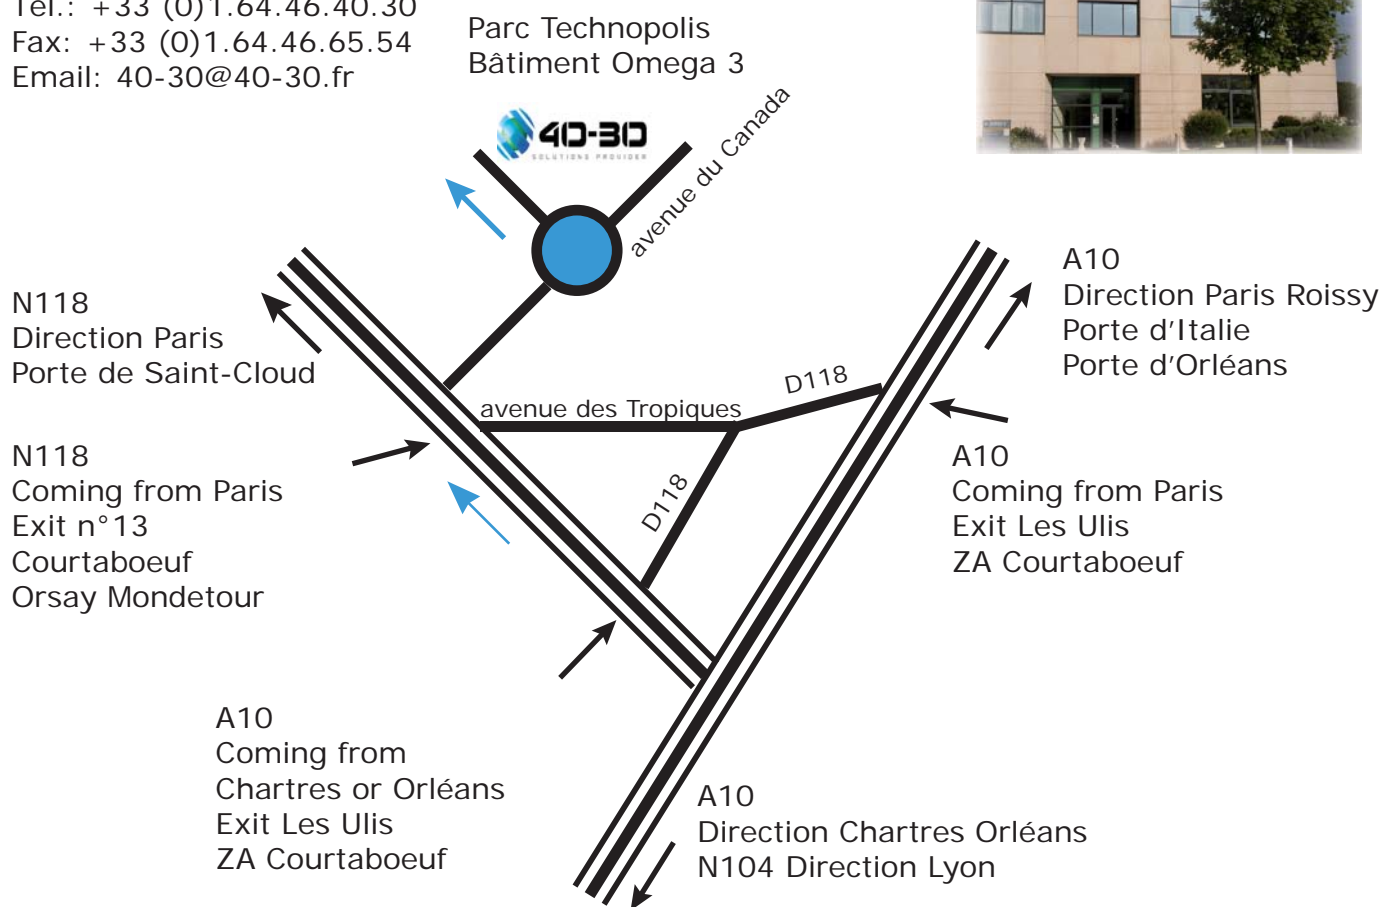 Tel.: +33 (0)1.64.46.40.30
Fax: +33 (0)1.64.46.65.54
Email: 40-30@40-30.fr
Parc Technopolis
Bâtiment Omega 3
40-30
SOLUTIONS PROVIDER
avenue du Canada
N118
Direction Paris
Porte de Saint-Cloud
A10
Direction Paris Roissy
Porte d'Italie
Porte d'Orléans
D118
avenue des Tropiques
D118
N118
Coming from Paris
Exit n°13
Courtaboeuf
Orsay Mondetour
A10
Coming from Paris
Exit Les Ulis
ZA Courtaboeuf
A10
Coming from
Chartres or Orléans
Exit Les Ulis
ZA Courtaboeuf
A10
Direction Chartres Orléans
N104 Direction Lyon